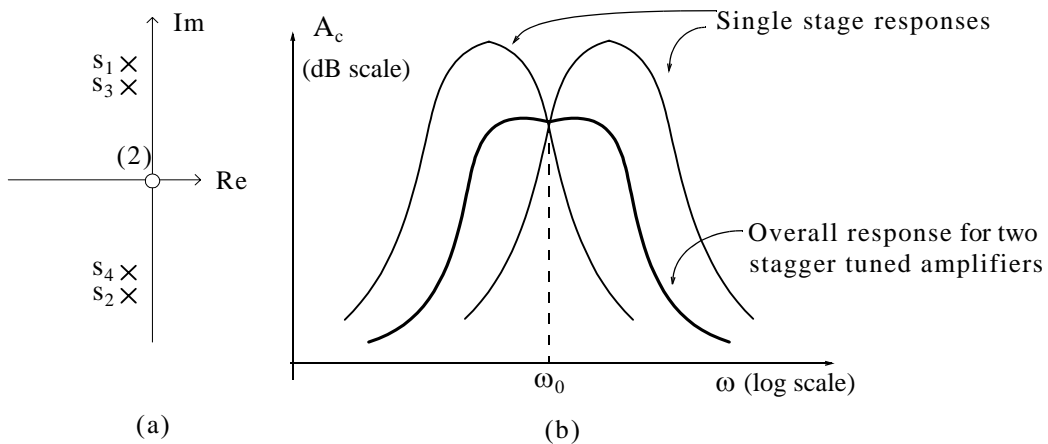 Im
s1
s3
(2)
Re
s4
s2
(a)
Ac
(dB scale)
Single stage responses
Overall response for two
stagger tuned amplifiers
ω0
ω (log scale)
(b)